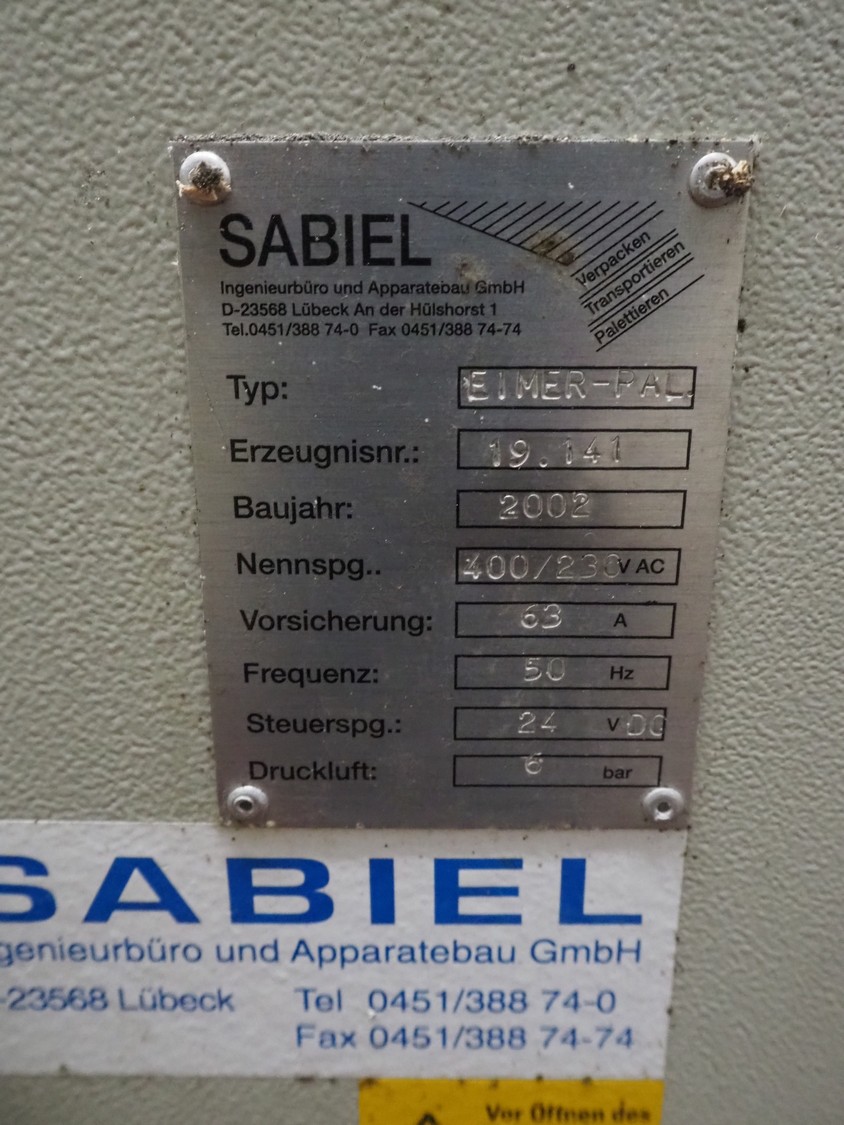 SABIEL
Ingenieurbüro und Apparatebau GmbH
D-23568 Lübeck An der Hülshorst 1
Tel.0451/388 74-0 Fax 0451/388 74-74
Verpacken
Transportieren
Palettieren
Typ: EIMER-PAL.
Erzeugnisnr.: 19.141
Baujahr: 2002
Nennspg.. 400/230 V AC
Vorsicherung: 63 A
Frequenz: 50 Hz
Steuerspg.: 24 V DC
Druckluft: 6 bar
SABIEL
ngenieurbüro und Apparatebau GmbH
-23568 Lübeck Tel 0451/388 74-0
Fax 0451/388 74-74
Vor Öffnen des